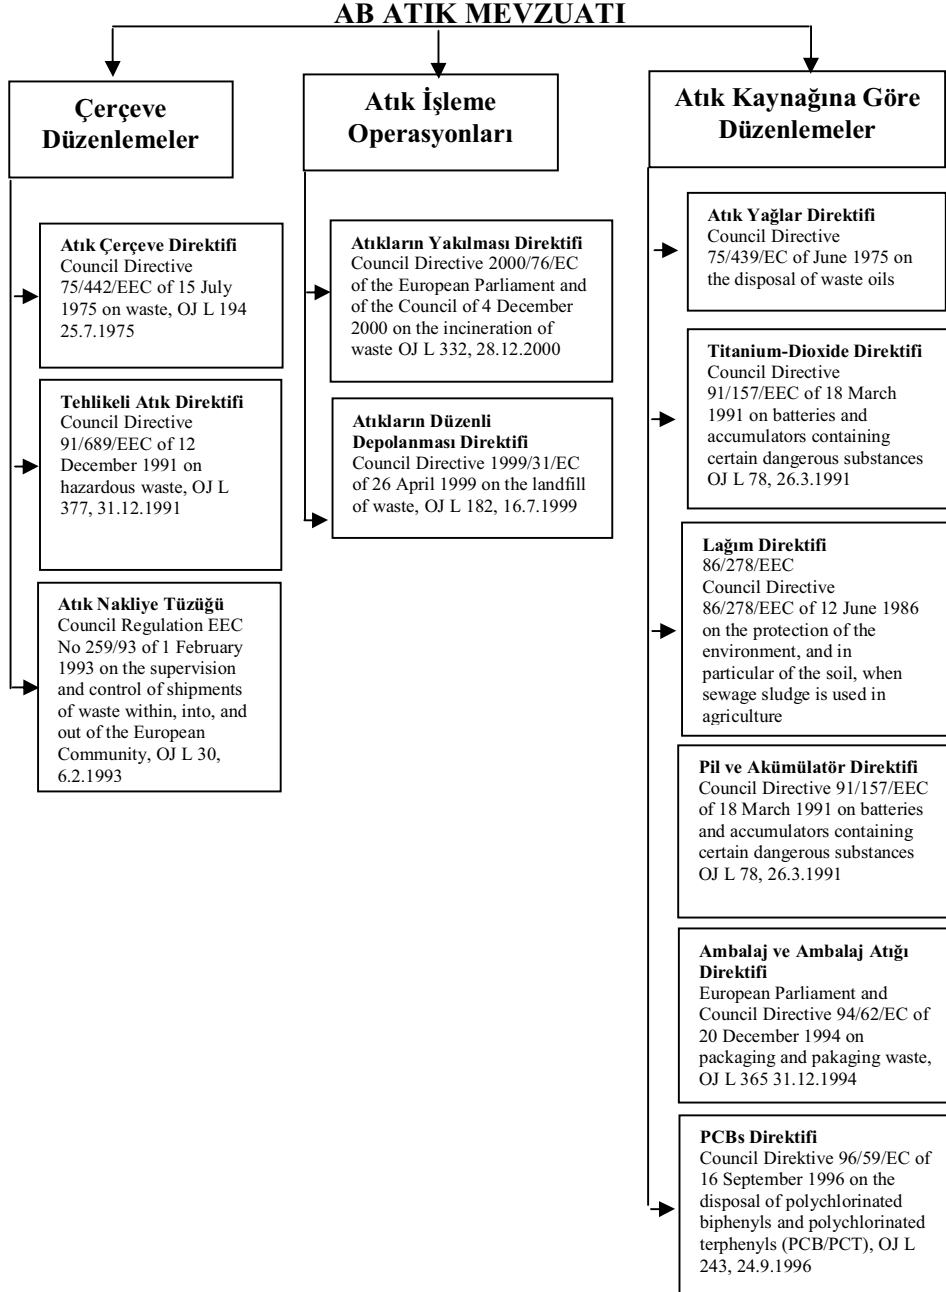 AB ATIK MEVZUATI
Çerçeve
Düzenlemeler
Atık İşleme
Operasyonları
Atık Kaynağına Göre
Düzenlemeler
Atık Çerçeve Direktifi
Council Directive
75/442/EEC of 15 July
1975 on waste, OJ L 194
25.7.1975
Tehlikeli Atık Direktifi
Council Directive
91/689/EEC of 12
December 1991 on
hazardous waste, OJ L
377, 31.12.1991
Atık Nakliye Tüzüğü
Council Regulation EEC
No 259/93 of 1 February
1993 on the supervision
and control of shipments
of waste within, into, and
out of the European
Community, OJ L 30,
6.2.1993
Atıkların Yakılması Direktifi
Council Directive 2000/76/EC
of the European Parliament and
of the Council of 4 December
2000 on the incineration of
waste OJ L 332, 28.12.2000
Atıkların Düzenli
Depolanması Direktifi
Council Directive 1999/31/EC
of 26 April 1999 on the landfill
of waste, OJ L 182, 16.7.1999
Atık Yağlar Direktifi
Council Directive
75/439/EC of June 1975 on
the disposal of waste oils
Titanium-Dioxide Direktifi
Council Directive
91/157/EEC of 18 March
1991 on batteries and
accumulators containing
certain dangerous substances
OJ L 78, 26.3.1991
Lağım Direktifi
86/278/EEC
Council Directive
86/278/EEC of 12 June 1986
on the protection of the
environment, and in
particular of the soil, when
sewage sludge is used in
agriculture
Pil ve Akümülatör Direktifi
Council Directive 91/157/EEC
of 18 March 1991 on batteries
and accumulators containing
certain dangerous substances
OJ L 78, 26.3.1991
Ambalaj ve Ambalaj Atığı
Direktifi
European Parliament and
Council Directive 94/62/EC of
20 December 1994 on
packaging and pakaging waste,
OJ L 365 31.12.1994
PCBs Direktifi
Council Direktive 96/59/EC of
16 September 1996 on the
disposal of polychlorinated
biphenyls and polychlorinated
terphenyls (PCB/PCT), OJ L
243, 24.9.1996